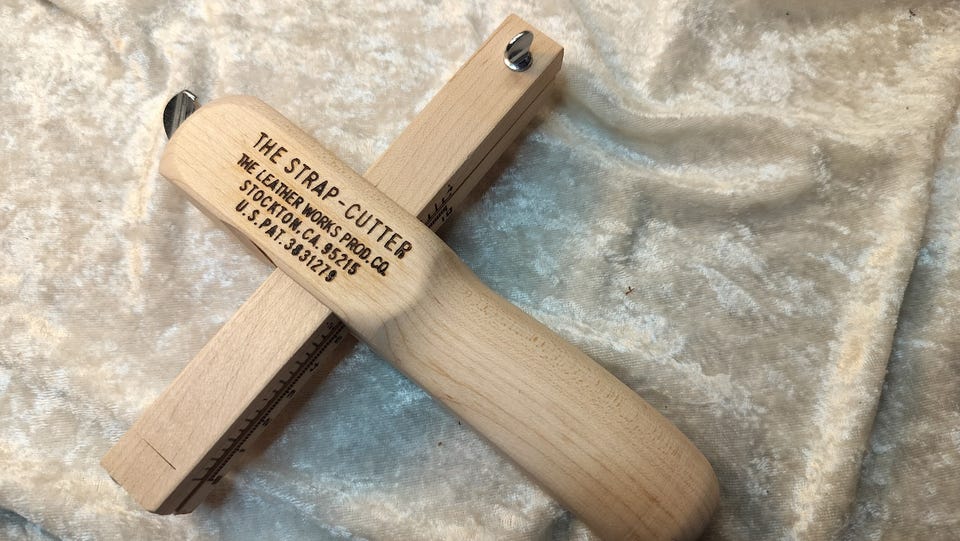 THE STRAP-CUTTER
THE LEATHER WORKS PROD.CO.
STOCKTON,CA.95215
U.S.PAT.3831279